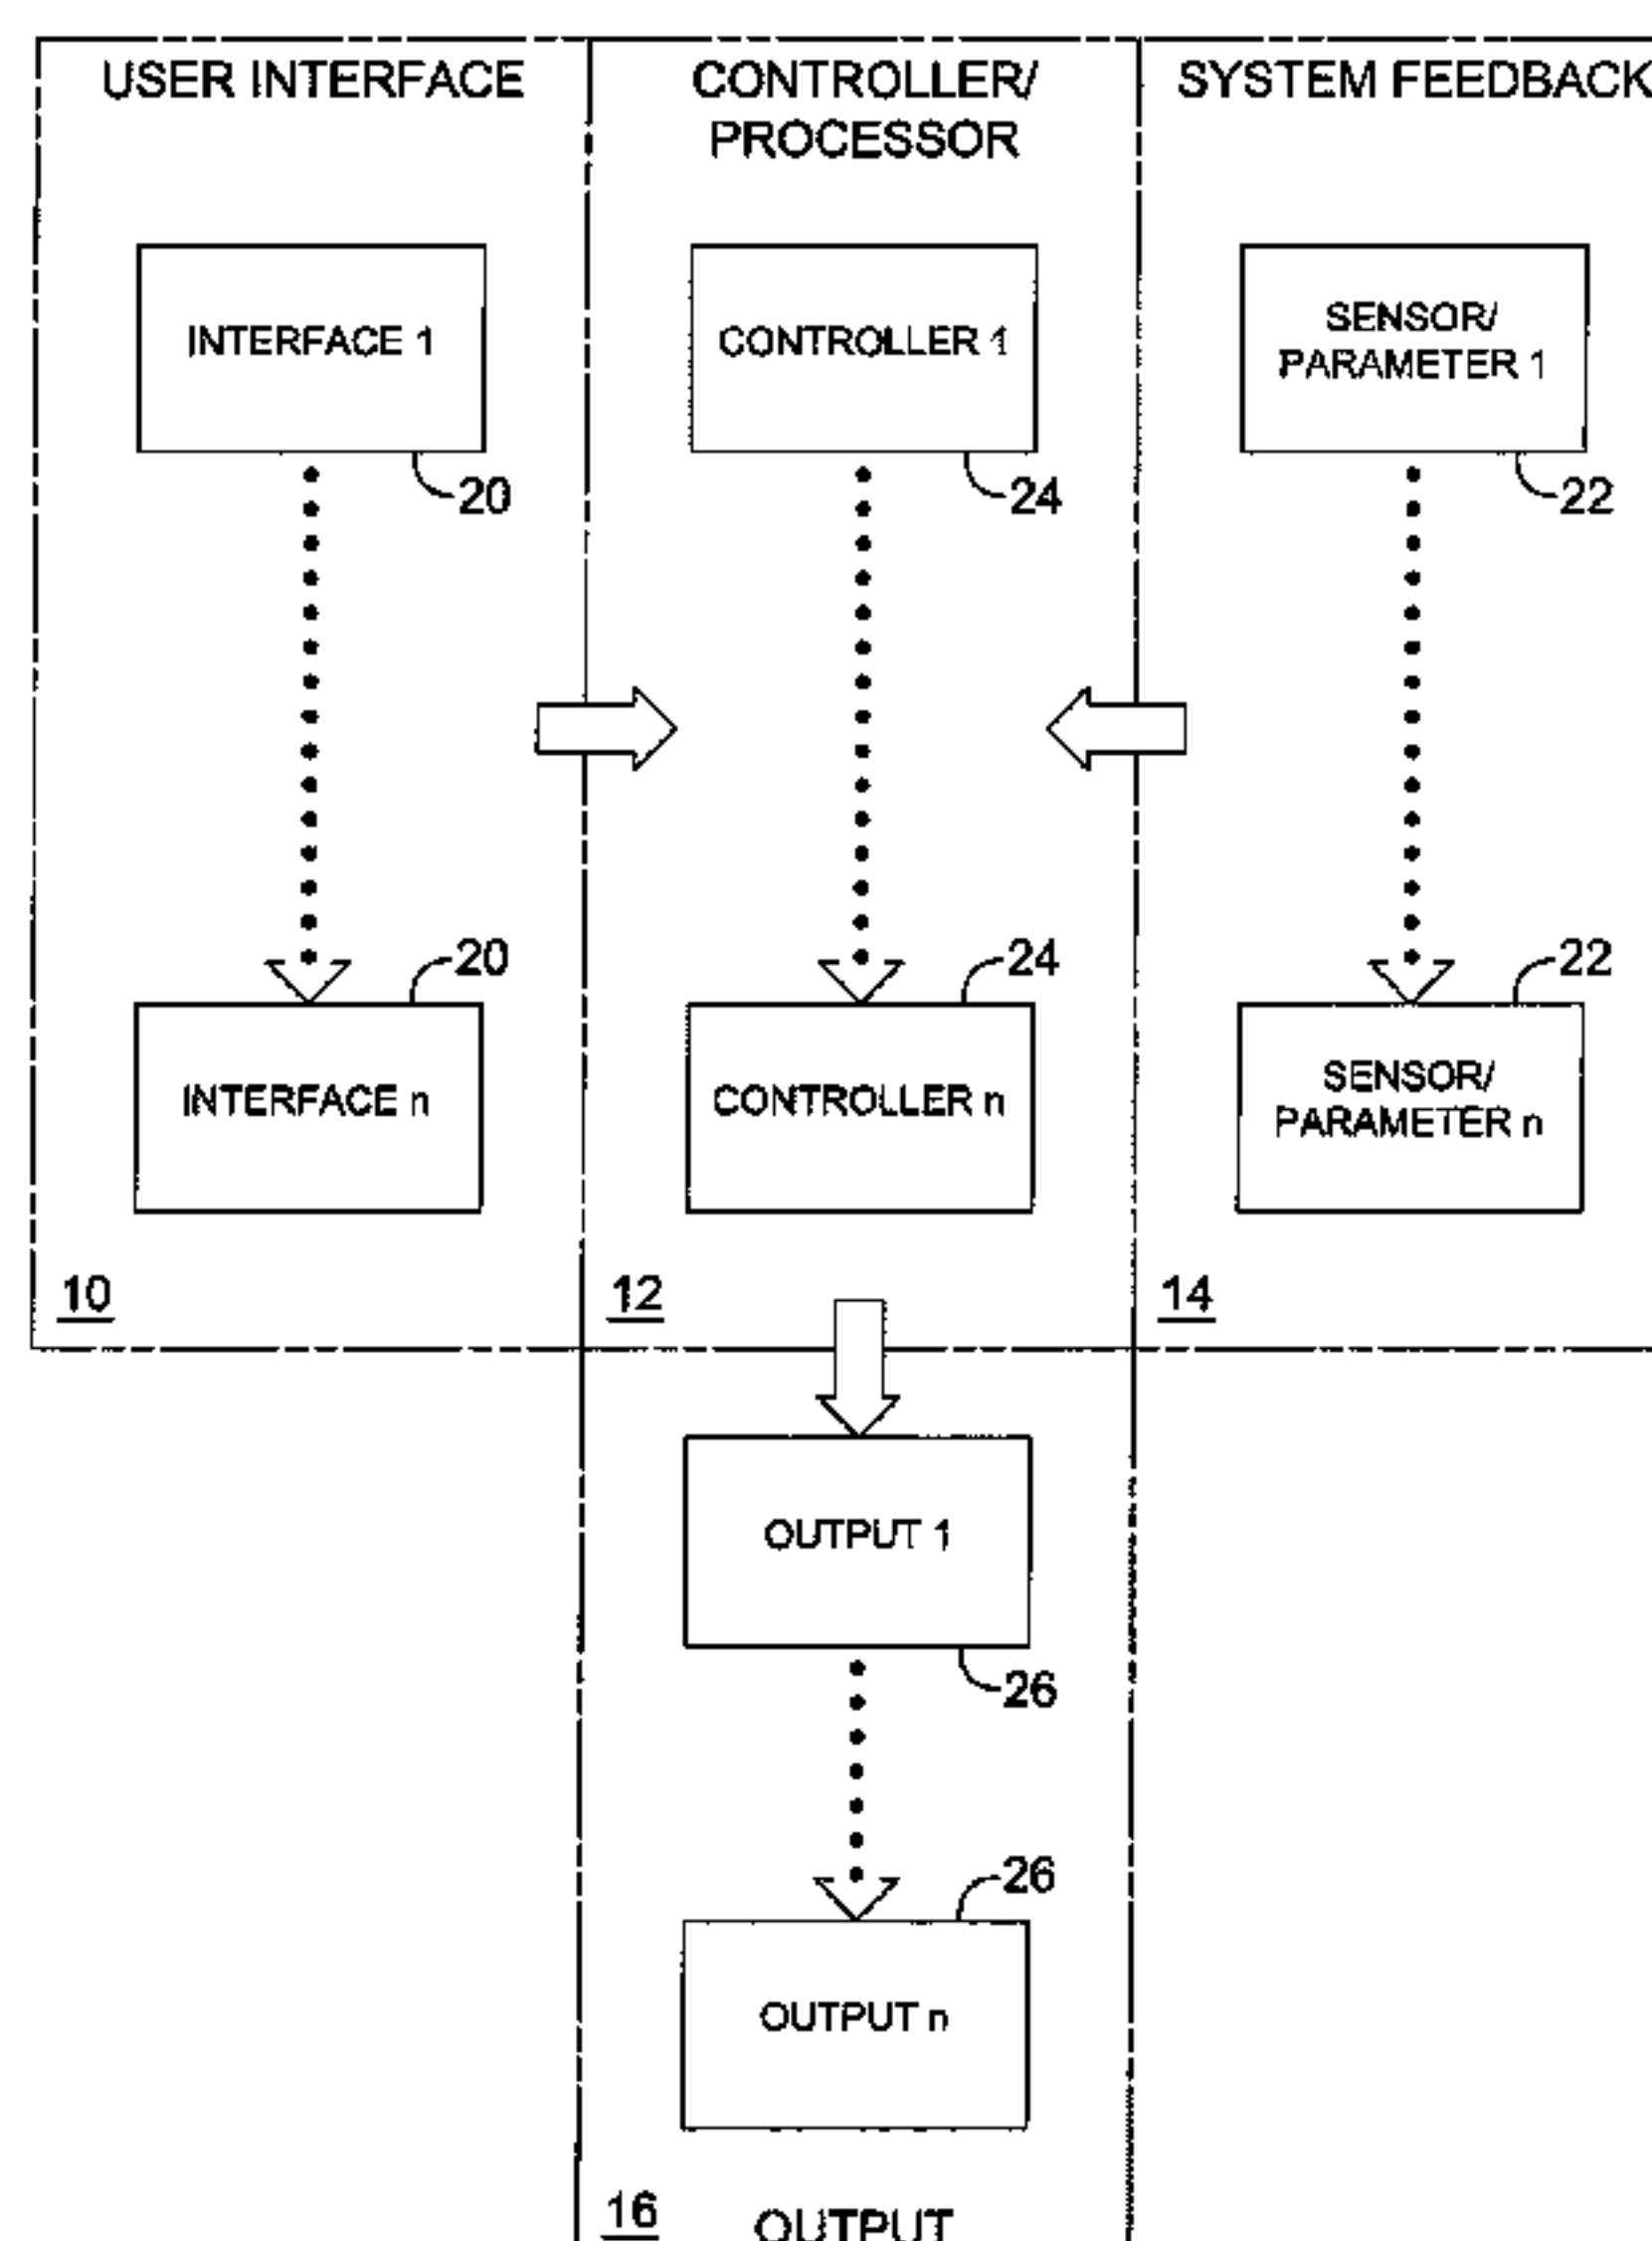 USER INTERFACE
CONTROLLER/
PROCESSOR
SYSTEM FEEDBACK
INTERFACE 1
CONTROLLER 1
SENSOR/
PARAMETER 1
20
24
22
20
24
22
INTERFACE n
CONTROLLER n
SENSOR/
PARAMETER n
10
12
14
OUTPUT 1
26
26
OUTPUT n
16
OUTPUT